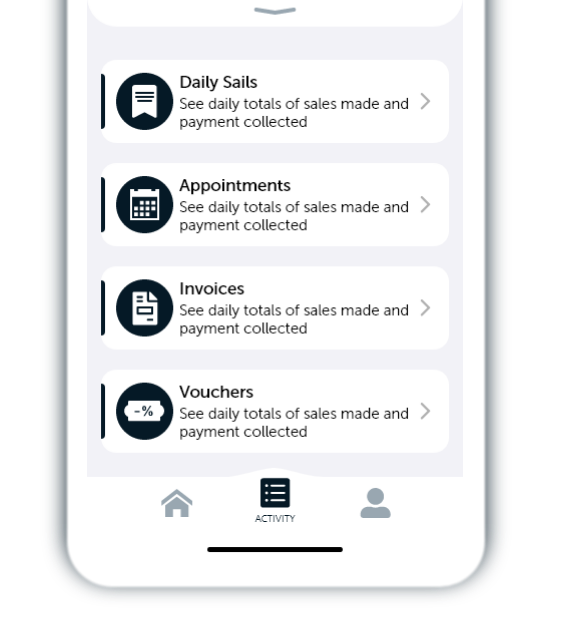 Daily Sails
See daily totals of sales made and
payment collected
Appointments
See daily totals of sales made and
payment collected
Invoices
See daily totals of sales made and
payment collected
Vouchers
-%
See daily totals of sales made and
payment collected
ACTIVITY